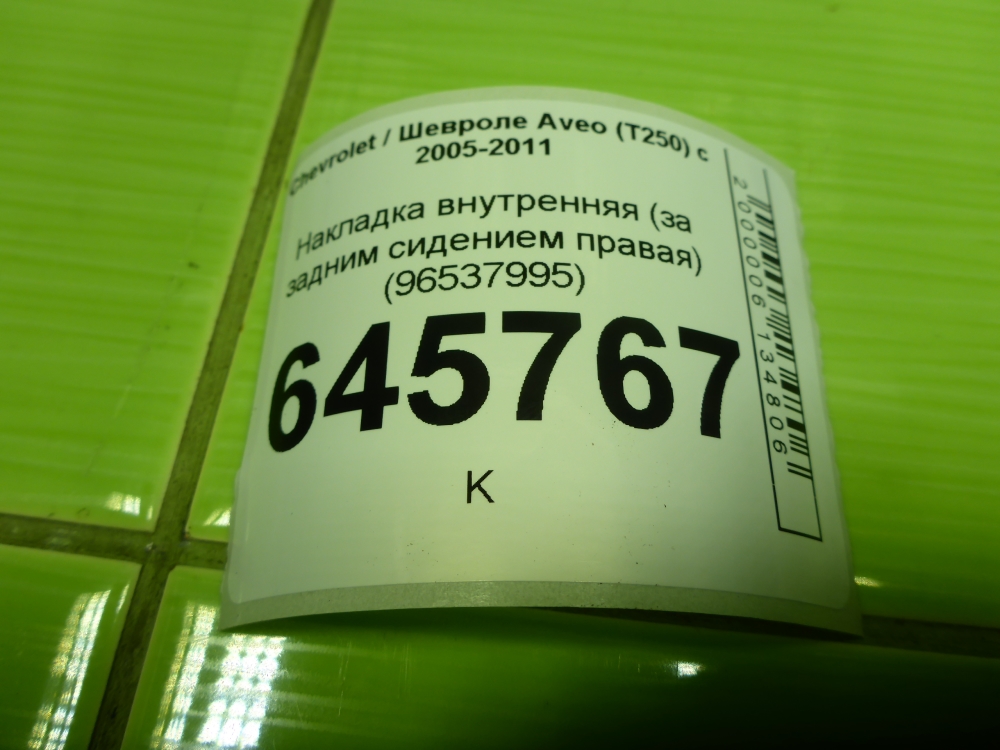 Chevrolet / Шевроле Aveo (T250) с
2005-2011
Накладка внутренняя (за
задним сидением правая)
(96537995)
645767
К
2000006134806